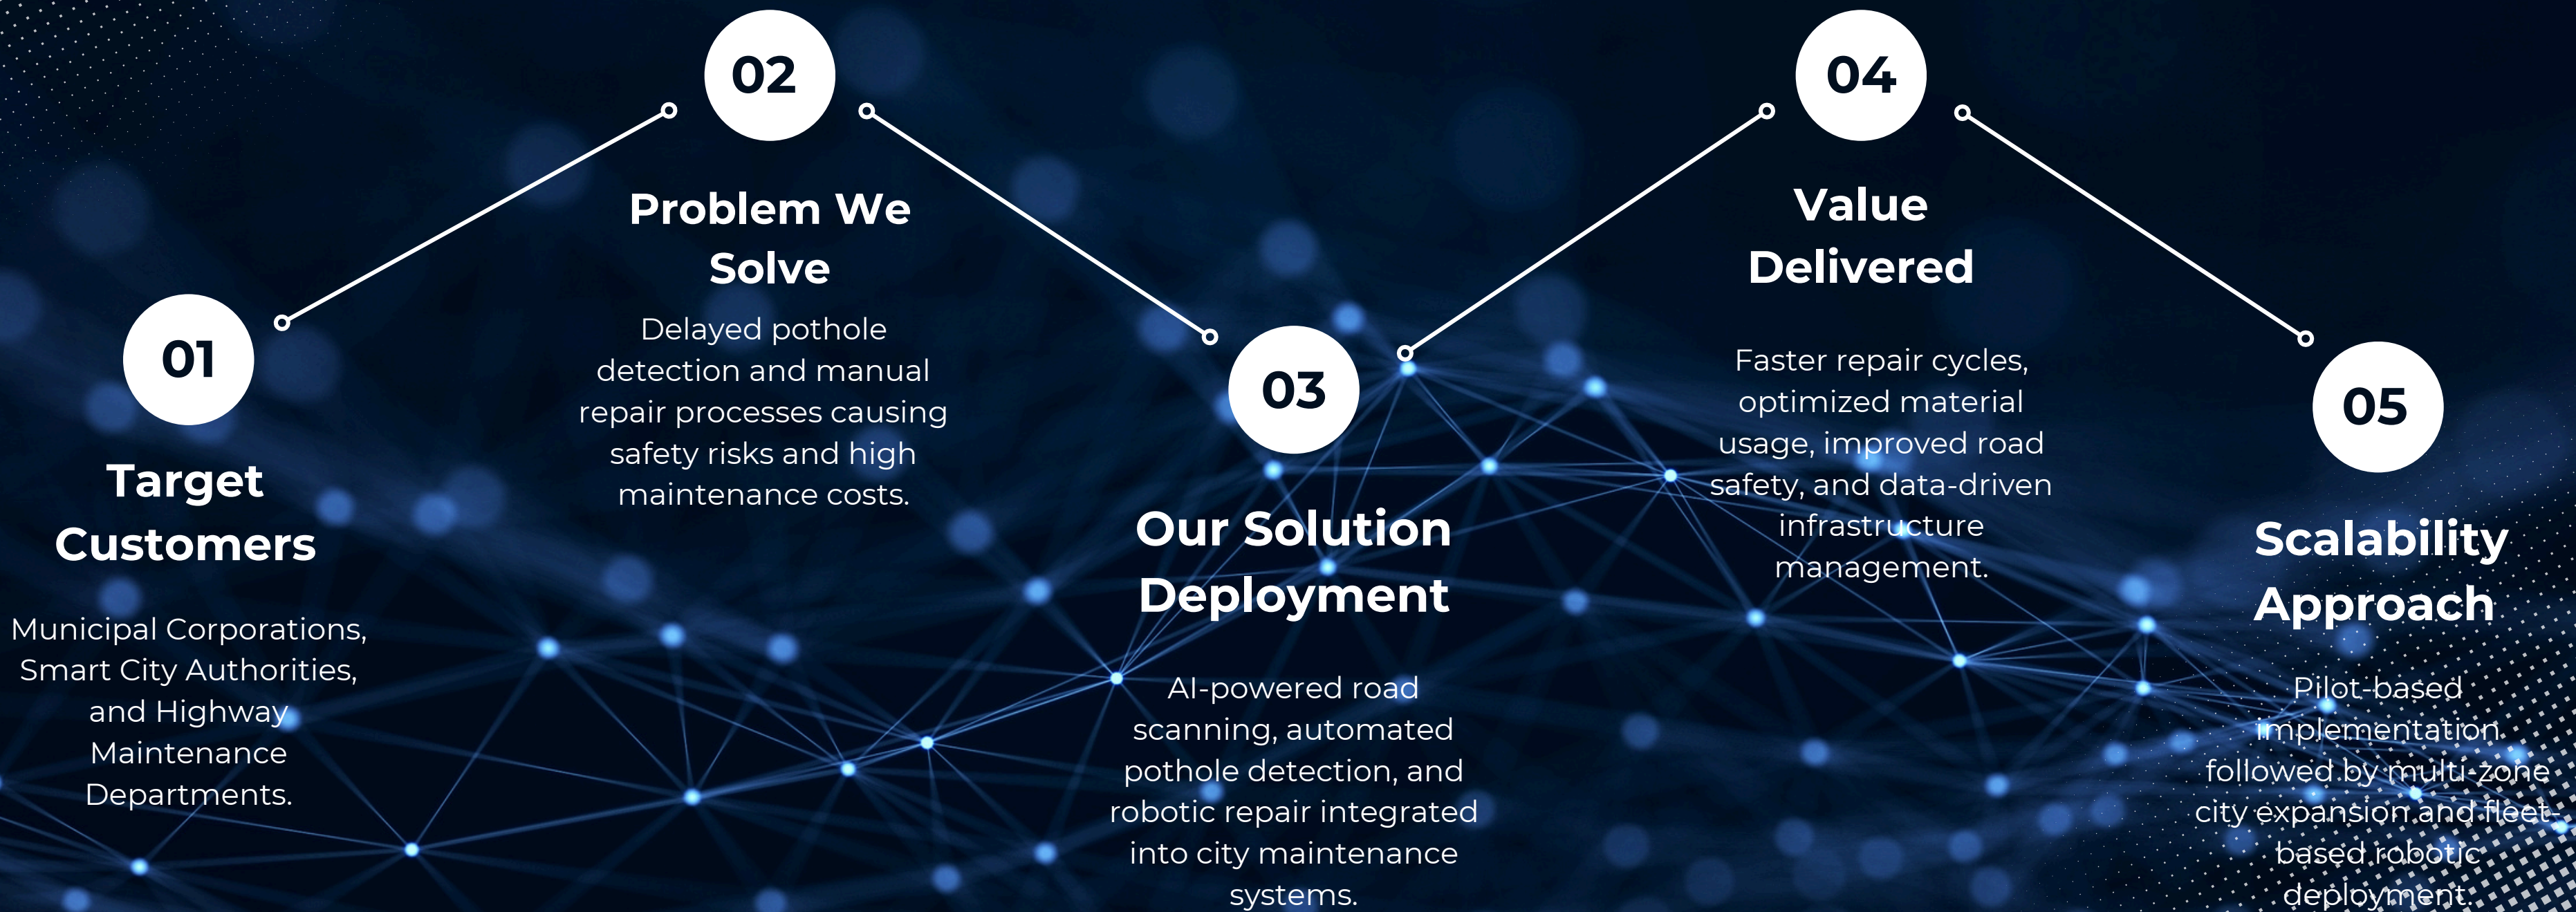 01
Target
Customers
Municipal Corporations,
Smart City Authorities,
and Highway
Maintenance
Departments.
02
Problem We
Solve
Delayed pothole
detection and manual
repair processes causing
safety risks and high
maintenance costs.
03
Our Solution
Deployment
AI-powered road
scanning, automated
pothole detection, and
robotic repair integrated
into city maintenance
systems.
04
Value
Delivered
Faster repair cycles,
optimized material
usage, improved road
safety, and data-driven
infrastructure
management.
05
Scalability
Approach
Pilot-based
implementation
followed by multi-zone
city expansion and fleet-
based robotic
deployment.